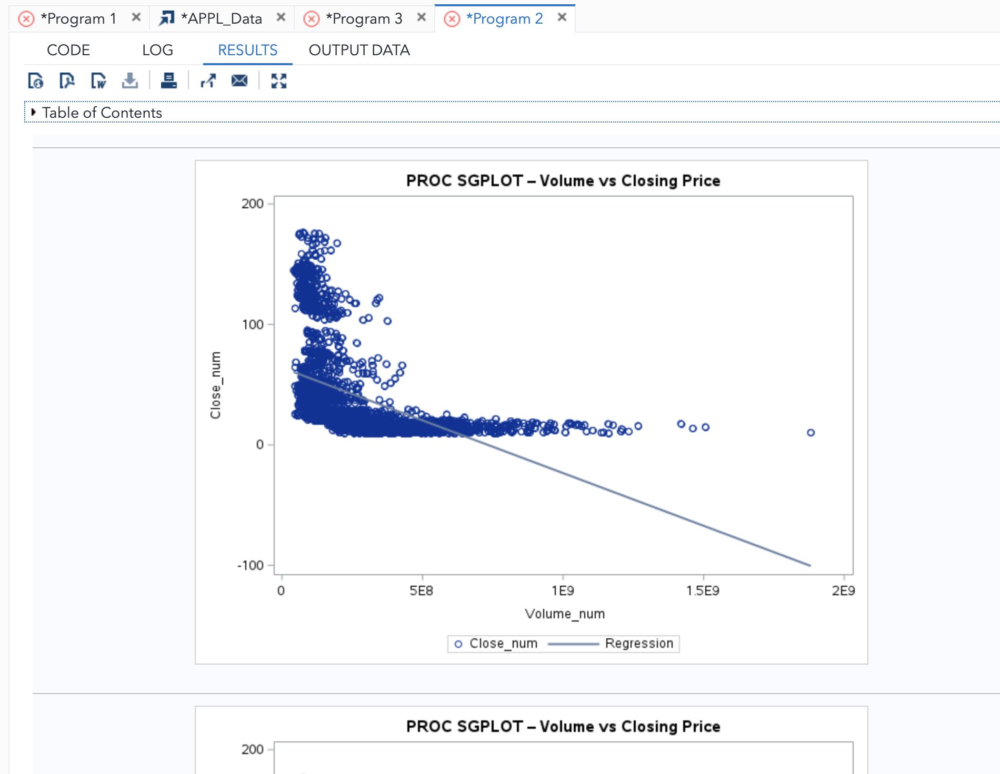 *Program 1 *APPL_Data *Program 3 *Program 2
CODE LOG RESULTS OUTPUT DATA
Table of Contents
PROC SGPLOT – Volume vs Closing Price
200
100
0
-100
Close_num
0 5E8 1E9 1.5E9 2E9
Volume_num
Close_num Regression
PROC SGPLOT – Volume vs Closing Price
200